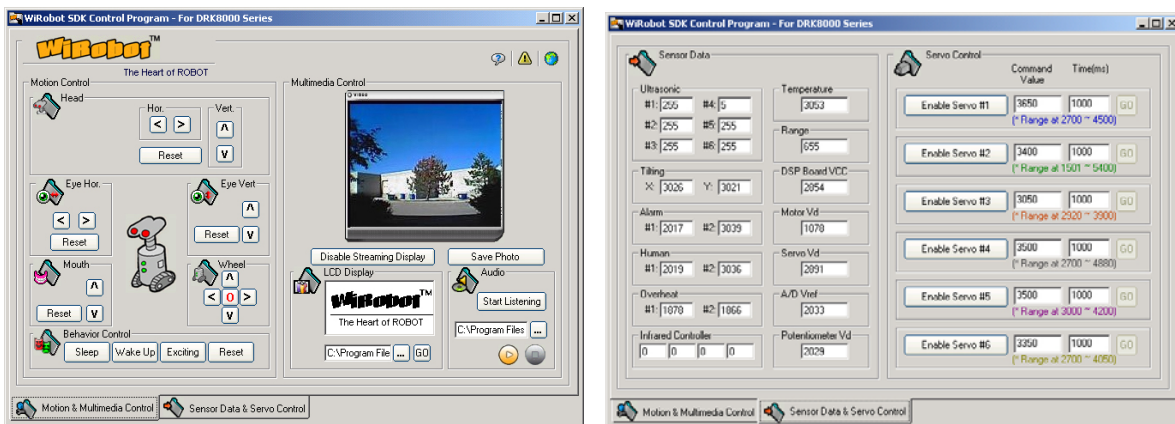 WiRobot SDK Control Program - For DRK8000 Series
WiRobot™
The Heart of ROBOT
Motion Control
Head
Hor.
Vert.
< >
^
Reset
v
Eye Hor.
< >
Reset
Eye Vert
^
Reset v
Mouth
^
Reset v
Wheel
^
< O >
v
Behavior Control
Sleep Wake Up Exciting Reset
Multimedia Control
VIDEO
Disable Streaming Display Save Photo
LCD Display
WiRobot™
The Heart of ROBOT
C:\Program File ... GO
Audio
Start Listening
C:\Program Files ...
Motion & Multimedia Control Sensor Data & Servo Control
WiRobot SDK Control Program - For DRK8000 Series
Sensor Data
Ultrasonic
#1: 255 #4: 5
#2: 255 #5: 255
#3: 255 #6: 255
Tilting
X: 3026 Y: 3021
Alarm
#1: 2017 #2: 3039
Human
#1: 2019 #2: 3036
Overheat
#1: 1878 #2: 1866
Infrared Controller
0 0 0 0
Temperature
3053
Range
655
DSP Board VCC
2854
Motor Vd
1078
Servo Vd
2891
A/D Vref
2033
Potentiometer Vd
2029
Servo Control
Command Value Time(ms)
Enable Servo #1 3650 1000 GO
(* Range at 2700 ~ 4500)
Enable Servo #2 3400 1000 GO
(* Range at 1501 ~ 5400)
Enable Servo #3 3050 1000 GO
(* Range at 2920 ~ 3900)
Enable Servo #4 3500 1000 GO
(* Range at 2700 ~ 4880)
Enable Servo #5 3500 1000 GO
(* Range at 3000 ~ 4200)
Enable Servo #6 3350 1000 GO
(* Range at 2700 ~ 4050)
Motion & Multimedia Control Sensor Data & Servo Control